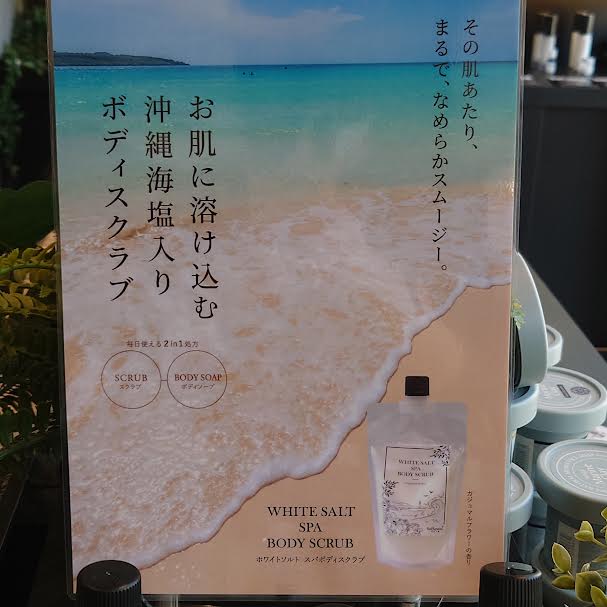 その肌あたり、
まるで、なめらかスムージー。
お肌に溶け込む
沖縄海塩入り
ボディスクラブ
毎日使える2in1処方
SCRUB
スクラブ
BODY SOAP
ボディソープ
WHITE SALT
SPA
BODY SCRUB
ガジュマルフラワーの香り
WHITE SALT
SPA
BODY SCRUB
ホワイトソルト スパボディスクラブ